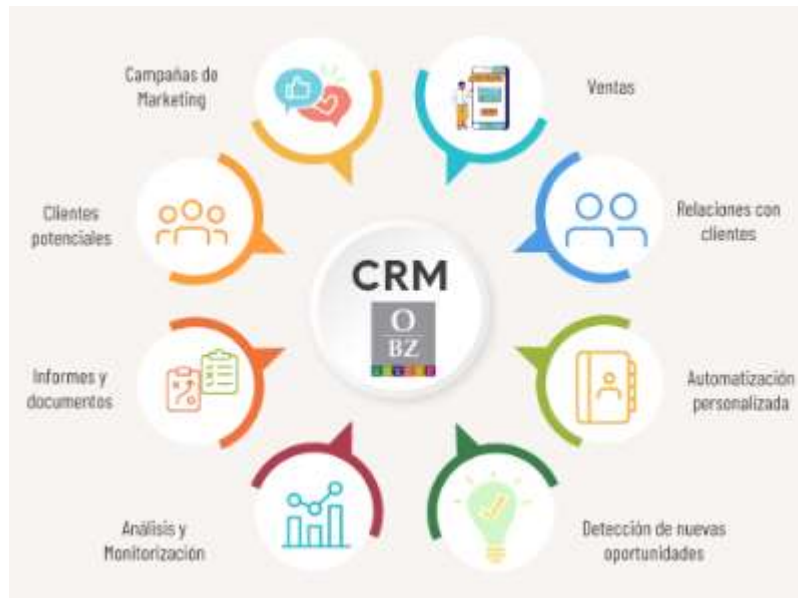 Campañas de
Marketing
Ventas
Clientes
potenciales
Relaciones con
clientes
CRM
O
BZ
Informes y
documentos
Automatización
personalizada
Análisis y
Monitorización
Detección de nuevas
oportunidades